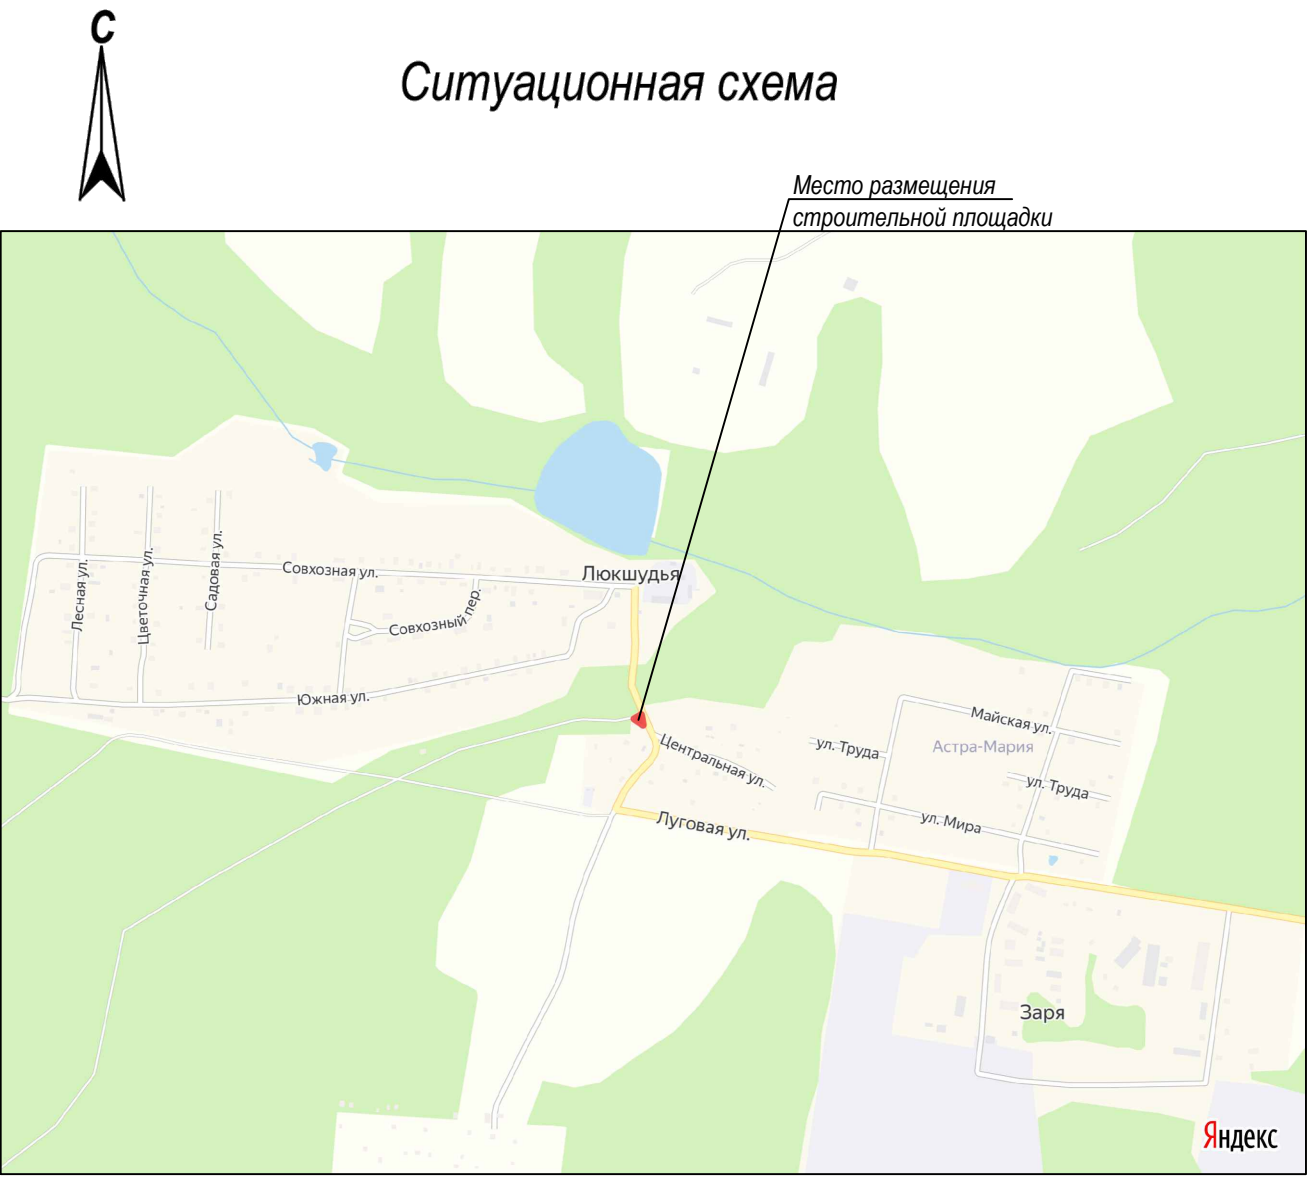 С
Ситуационная схема
Место размещения
строительной площадки
Люкшудья
Совхозная ул.
Лесная ул.
Цветочная ул.
Садовая ул.
Совхозный пер.
Южная ул.
Майская ул.
Астра-Мария
ул. Труда
Центральная ул.
ул. Труда
ул. Мира
Луговая ул.
Заря
Яндекс